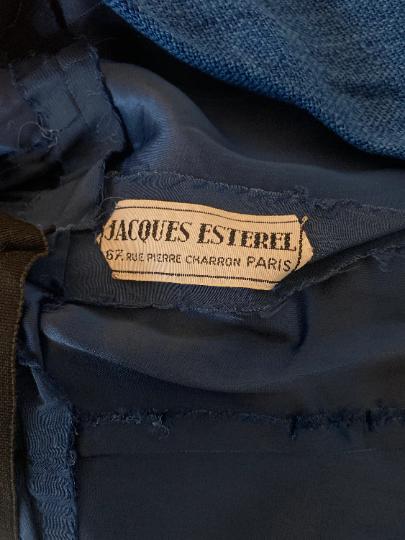 JACQUES ESTEREL
67, RUE PIERRE CHARRON PARIS